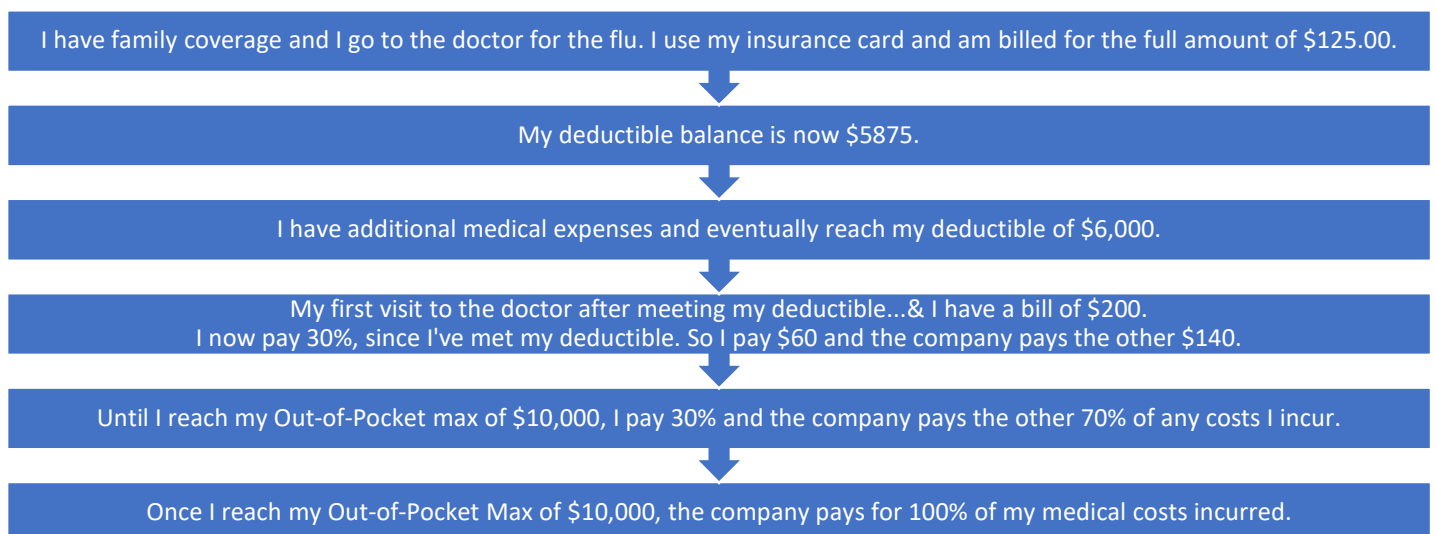 I have family coverage and I go to the doctor for the flu. I use my insurance card and am billed for the full amount of $125.00.
My deductible balance is now $5875.
I have additional medical expenses and eventually reach my deductible of $6,000.
My first visit to the doctor after meeting my deductible...& I have a bill of $200.
I now pay 30%, since I've met my deductible. So I pay $60 and the company pays the other $140.
Until I reach my Out-of-Pocket max of $10,000, I pay 30% and the company pays the other 70% of any costs I incur.
Once I reach my Out-of-Pocket Max of $10,000, the company pays for 100% of my medical costs incurred.